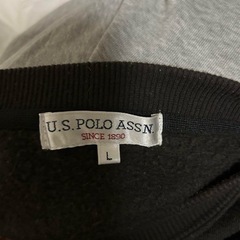 U.S. POLO ASSN.
SINCE 1890
L